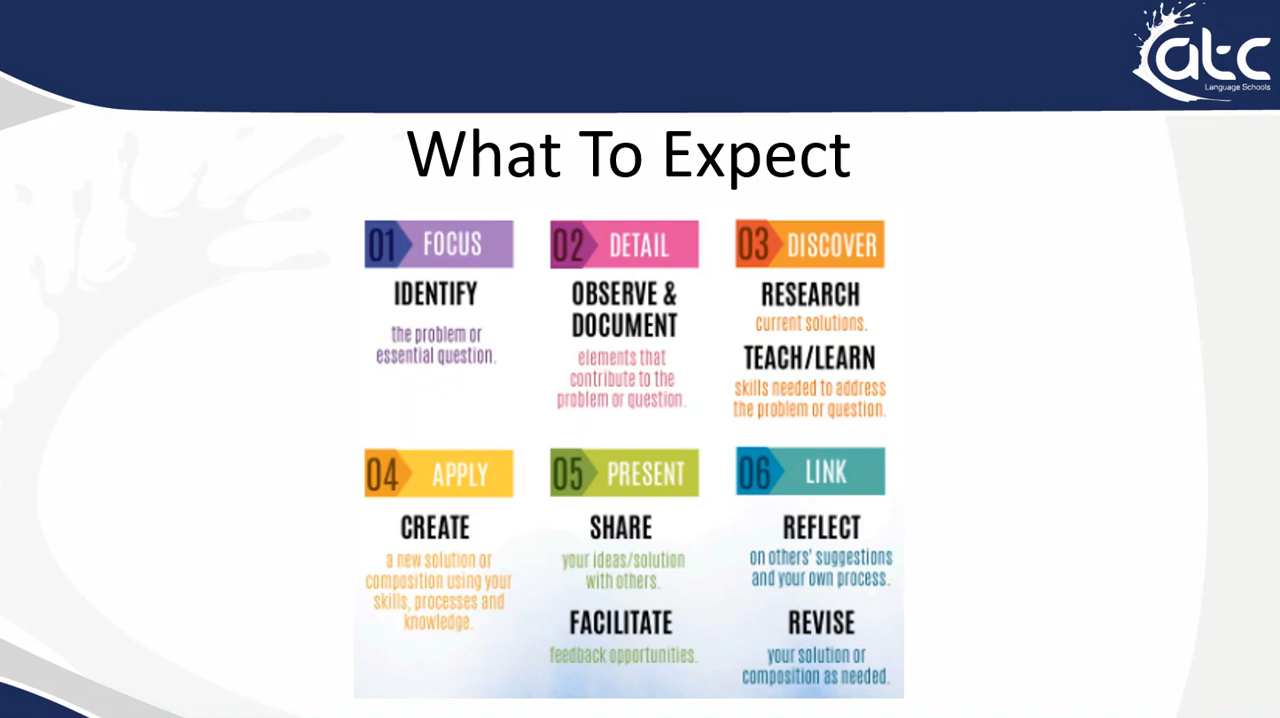 atc
Language Schools
What To Expect
01 FOCUS
IDENTIFY
the problem or
essential question.
02 DETAIL
OBSERVE &
DOCUMENT
elements that
contribute to the
problem or question.
03 DISCOVER
RESEARCH
current solutions.
TEACH/LEARN
skills needed to address
the problem or question.
04 APPLY
CREATE
a new solution or
composition using your
skills, processes and
knowledge.
05 PRESENT
SHARE
your ideas/solution
with others.
FACILITATE
feedback opportunities.
06 LINK
REFLECT
on others' suggestions
and your own process.
REVISE
your solution or
composition as needed.